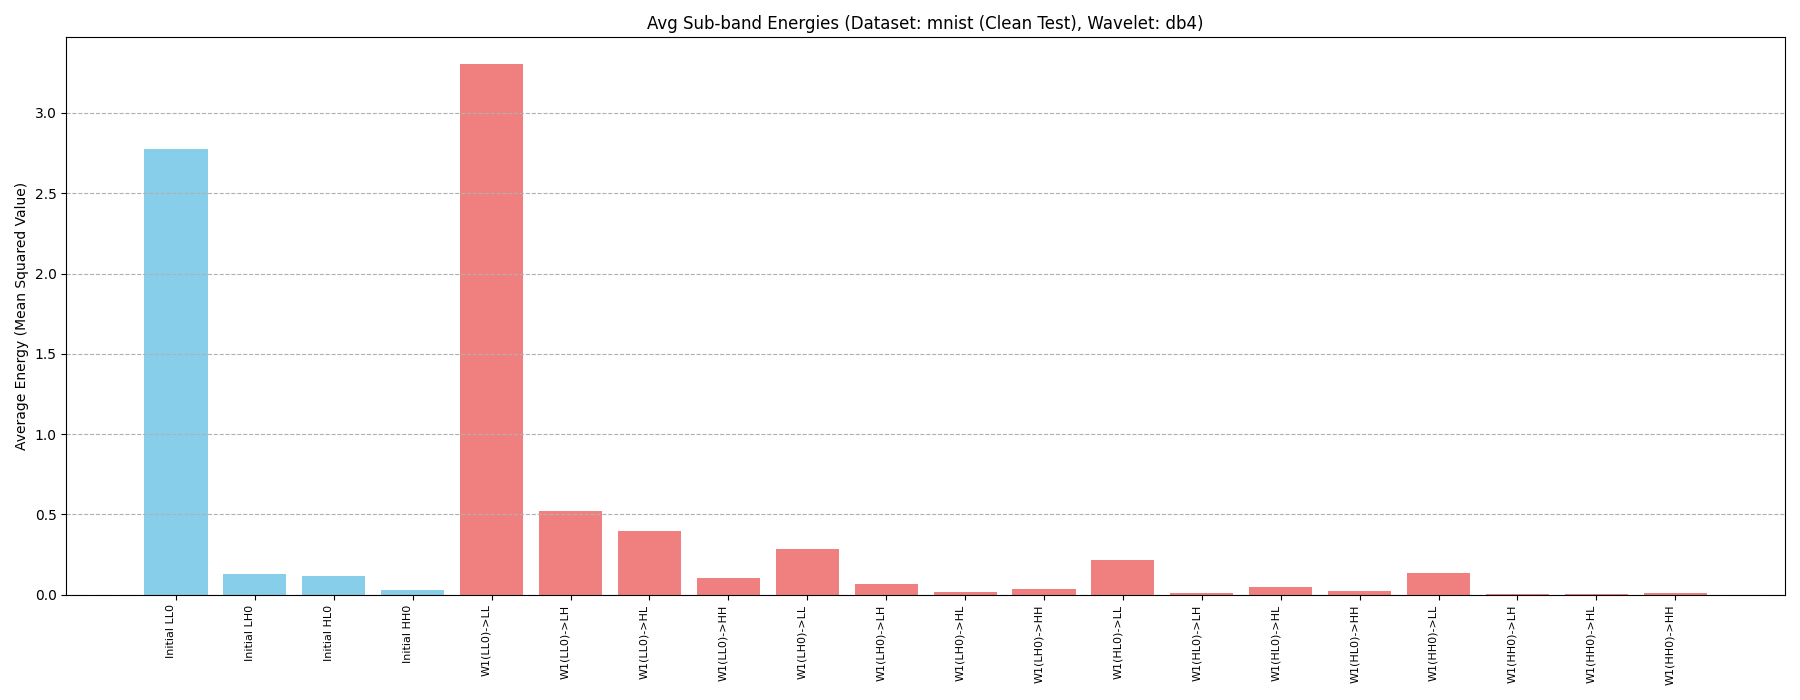 Avg Sub-band Energies (Dataset: mnist (Clean Test), Wavelet: db4)
Average Energy (Mean Squared Value)
3.0
2.5
2.0
1.5
1.0
0.5
0.0
Initial LL0
Initial LH0
Initial HL0
Initial HH0
W1(LL0)->LL
W1(LL0)->LH
W1(LL0)->HL
W1(LL0)->HH
W1(LH0)->LL
W1(LH0)->LH
W1(LH0)->HL
W1(LH0)->HH
W1(HL0)->LL
W1(HL0)->LH
W1(HL0)->HL
W1(HL0)->HH
W1(HH0)->LL
W1(HH0)->LH
W1(HH0)->HL
W1(HH0)->HH